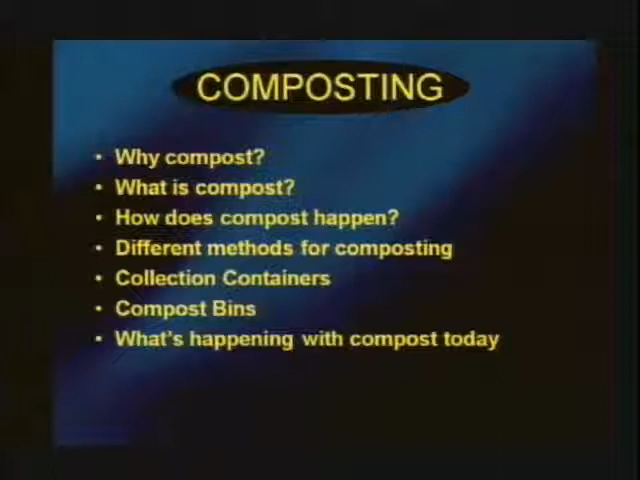 COMPOSTING
• Why compost?
• What is compost?
• How does compost happen?
• Different methods for composting
• Collection Containers
• Compost Bins
• What's happening with compost today